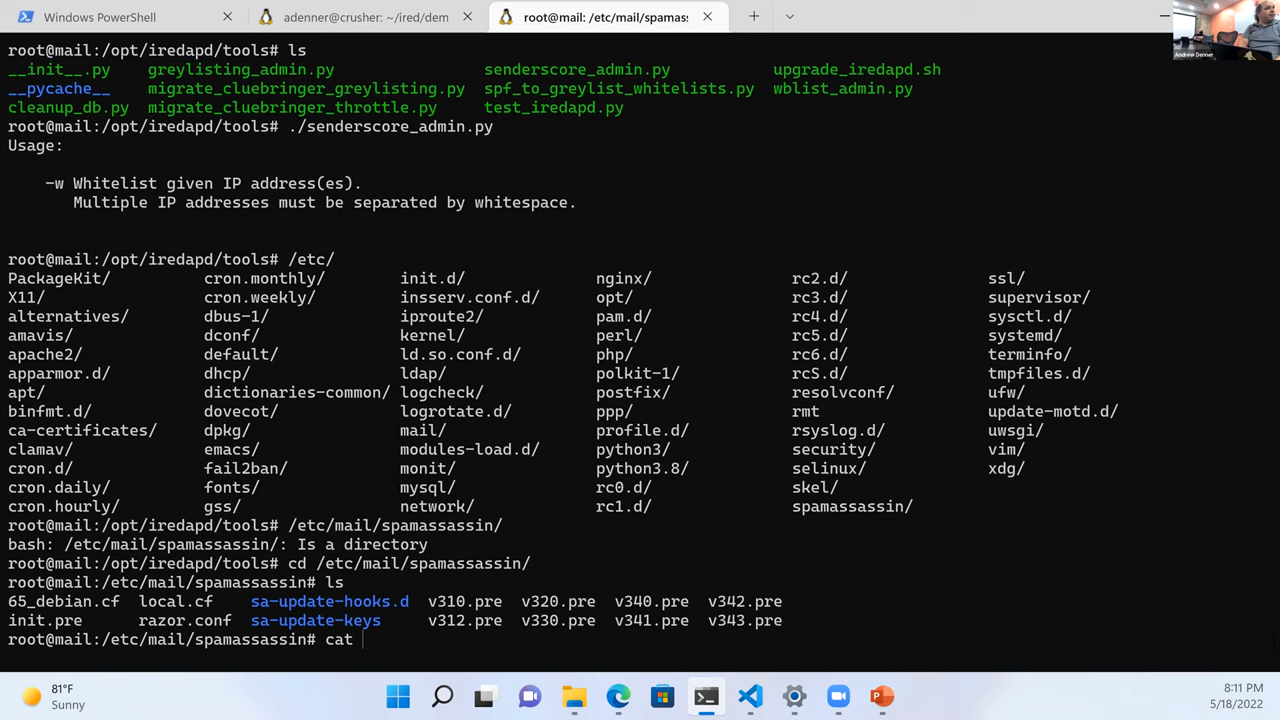 Windows PowerShell
adenner@crusher: ~/ired/dem
root@mail: /etc/mail/spamass:
Andrew Denner
root@mail:/opt/iredapd/tools# ls
__init__.py greylisting_admin.py senderscore_admin.py upgrade_iredapd.sh
__pycache__ migrate_cluebringer_greylisting.py spf_to_greylist_whitelists.py wblist_admin.py
cleanup_db.py migrate_cluebringer_throttle.py test_iredapd.py
root@mail:/opt/iredapd/tools# ./senderscore_admin.py
Usage:
-w Whitelist given IP address(es).
Multiple IP addresses must be separated by whitespace.
root@mail:/opt/iredapd/tools# /etc/
PackageKit/ cron.monthly/ init.d/ nginx/ rc2.d/ ssl/
X11/ cron.weekly/ insserv.conf.d/ opt/ rc3.d/ supervisor/
alternatives/ dbus-1/ iproute2/ pam.d/ rc4.d/ sysctl.d/
amavis/ dconf/ kernel/ perl/ rc5.d/ systemd/
apache2/ default/ ld.so.conf.d/ php/ rc6.d/ terminfo/
apparmor.d/ dhcp/ ldap/ polkit-1/ rcS.d/ tmpfiles.d/
apt/ dictionaries-common/ logcheck/ postfix/ resolvconf/ ufw/
binfmt.d/ dovecot/ logrotate.d/ ppp/ rmt update-motd.d/
ca-certificates/ dpkg/ mail/ profile.d/ rsyslog.d/ uwsgi/
clamav/ emacs/ modules-load.d/ python3/ security/ vim/
cron.d/ fail2ban/ monit/ python3.8/ selinux/ xdg/
cron.daily/ fonts/ mysql/ rc0.d/ skel/
cron.hourly/ gss/ network/ rc1.d/ spamassassin/
root@mail:/opt/iredapd/tools# /etc/mail/spamassassin/
bash: /etc/mail/spamassassin/: Is a directory
root@mail:/opt/iredapd/tools# cd /etc/mail/spamassassin/
root@mail:/etc/mail/spamassassin# ls
65_debian.cf local.cf sa-update-hooks.d v310.pre v320.pre v340.pre v342.pre
init.pre razor.conf sa-update-keys v312.pre v330.pre v341.pre v343.pre
root@mail:/etc/mail/spamassassin# cat
81°F
Sunny
8:11 PM
5/18/2022